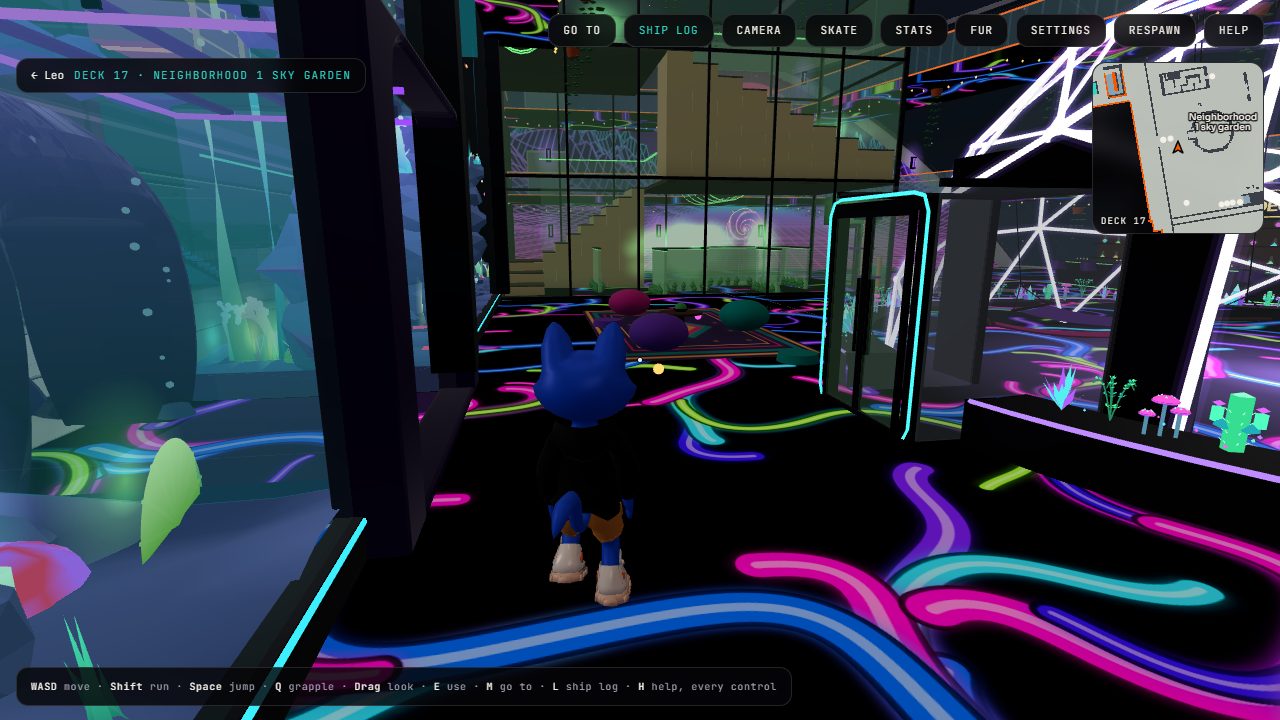 GO TO
SHIP LOG
CAMERA
SKATE
STATS
FUR
SETTINGS
RESPAWN
HELP
← Leo DECK 17 · NEIGHBORHOOD 1 SKY GARDEN
Neighborhood
1 sky garden
DECK 17
WASD move · Shift run · Space jump · Q grapple · Drag look · E use · M go to · L ship log · H help, every control